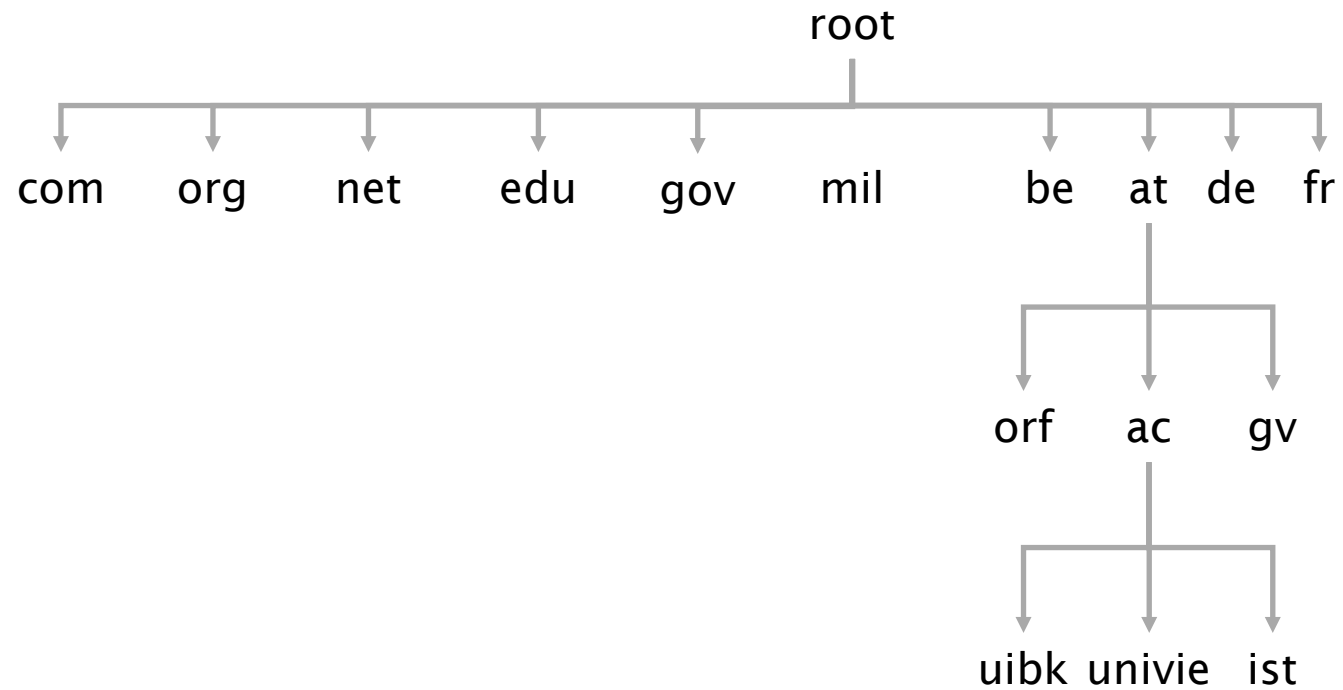 root
com org net edu gov mil be at de fr
orf ac gv
uibk univie ist